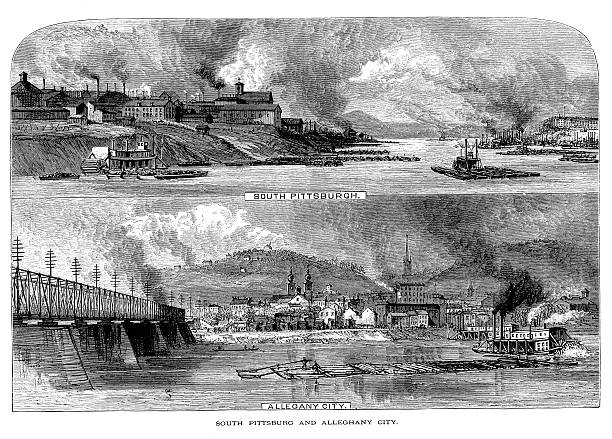 SOUTH PITTSBURGH.
ALLEGANY CITY.
SOUTH PITTSBURG AND ALLEGHANY CITY.